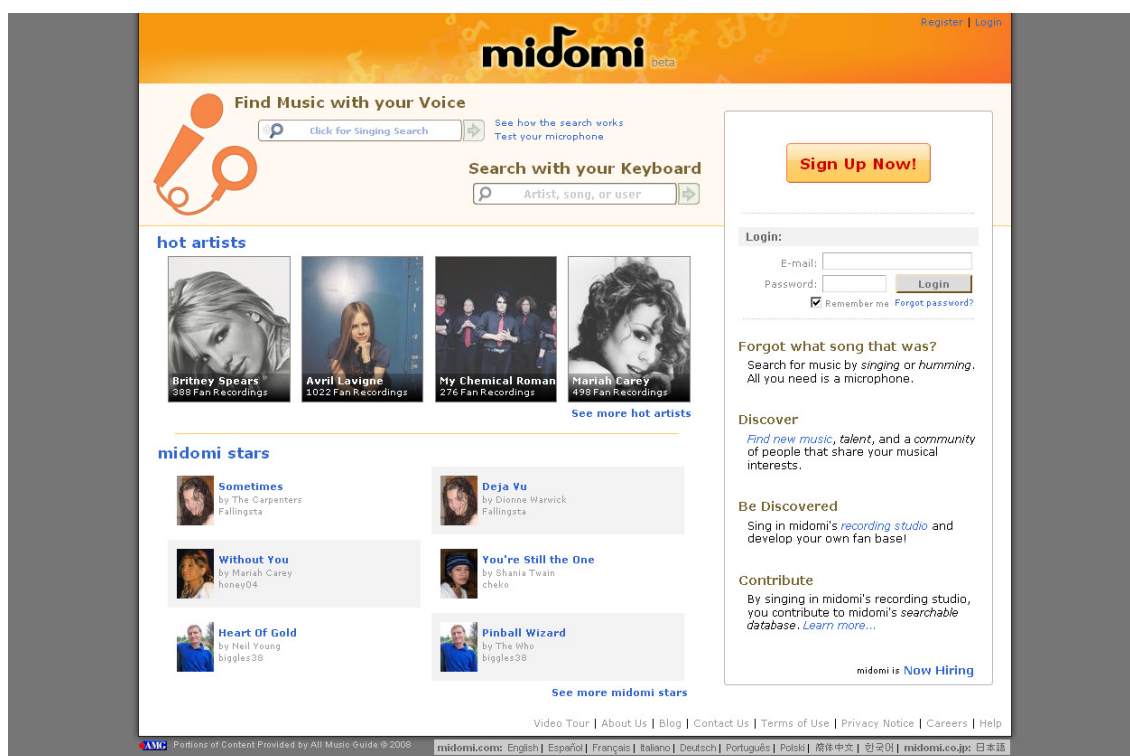 Register | Login
midomi beta
Find Music with your Voice
Click for Singing Search
See how the search works
Test your microphone
Search with your Keyboard
Artist, song, or user
hot artists
Britney Spears
388 Fan Recordings
Avril Lavigne
1022 Fan Recordings
My Chemical Roman
276 Fan Recordings
Mariah Carey
498 Fan Recordings
See more hot artists
midomi stars
Sometimes
by The Carpenters
Fallingsta
Deja Vu
by Dionne Warwick
Fallingsta
Without You
by Mariah Carey
honey04
You're Still the One
by Shania Twain
cheko
Heart Of Gold
by Neil Young
biggles38
Pinball Wizard
by The Who
biggles38
See more midomi stars
Sign Up Now!
Login:
E-mail:
Password:
Login
Remember me Forgot password?
Forgot what song that was?
Search for music by singing or humming.
All you need is a microphone.
Discover
Find new music, talent, and a community
of people that share your musical
interests.
Be Discovered
Sing in midomi's recording studio and
develop your own fan base!
Contribute
By singing in midomi's recording studio,
you contribute to midomi's searchable
database. Learn more...
midomi is Now Hiring
Video Tour | About Us | Blog | Contact Us | Terms of Use | Privacy Notice | Careers | Help
AMG Portions of Content Provided by All Music Guide © 2008
midomi.com: English | Español | Français | Italiano | Deutsch | Português | Polski | 简体中文 | 한국어 | midomi.co.jp: 日本語